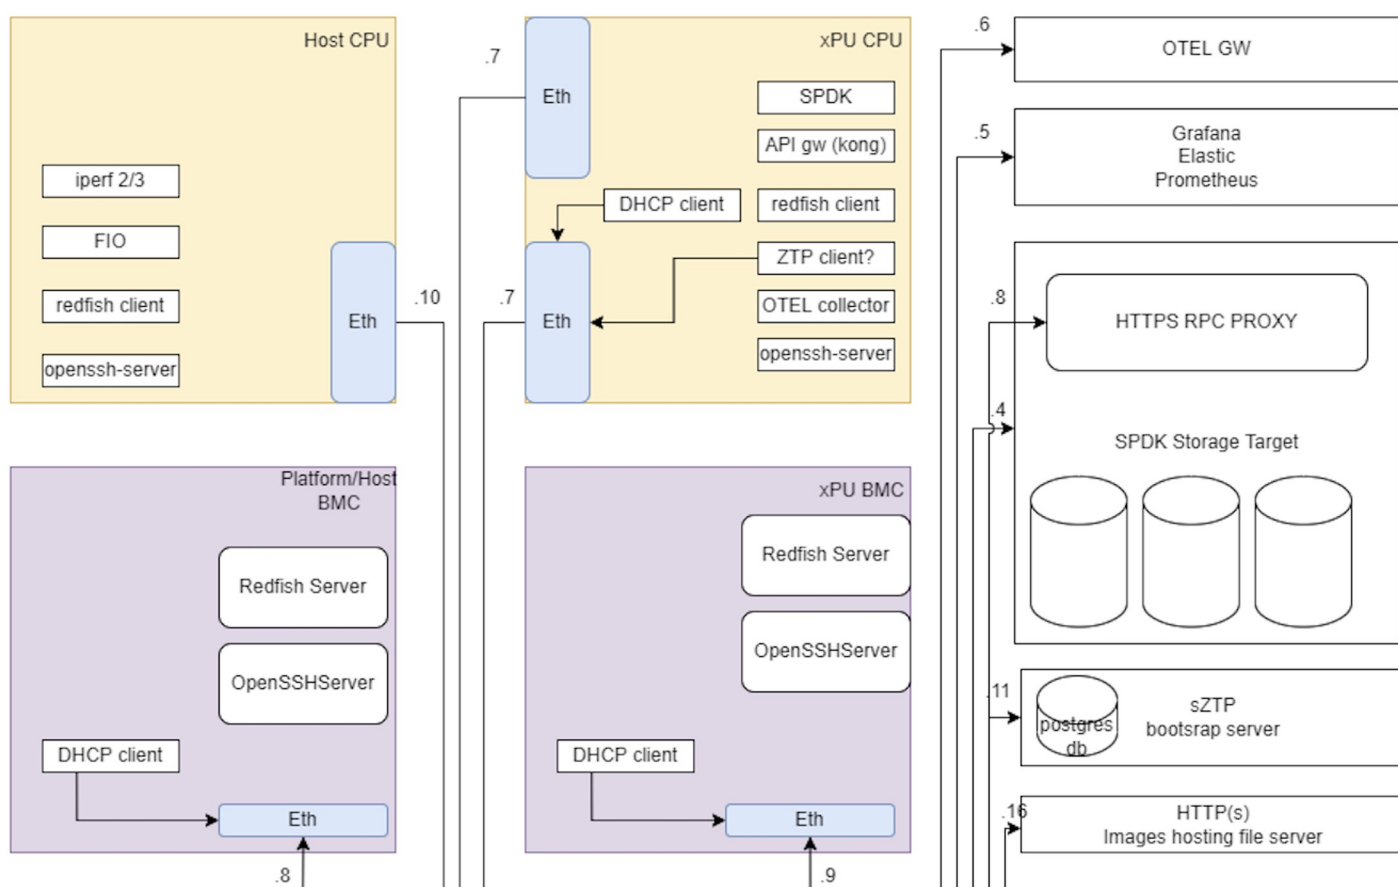 Host CPU
iperf 2/3
FIO
redfish client
openssh-server
Eth
.10
.7
Eth
xPU CPU
SPDK
API gw (kong)
DHCP client
redfish client
ZTP client?
.7
Eth
OTEL collector
openssh-server
Platform/Host
BMC
Redfish Server
OpenSSHServer
DHCP client
Eth
.8
xPU BMC
Redfish Server
OpenSSHServer
DHCP client
Eth
.9
.6
OTEL GW
.5
Grafana
Elastic
Prometheus
.8
HTTPS RPC PROXY
.4
SPDK Storage Target
.11
postgres
db
sZTP
bootsrap server
.16
HTTP(s)
Images hosting file server